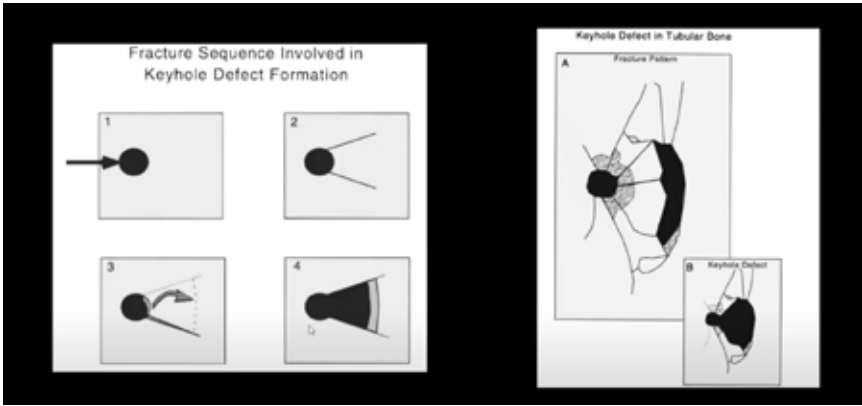 Fracture Sequence Involved in
Keyhole Defect Formation
1
2
3
4
Keyhole Defect in Tubular Bone
A
Fracture Pattern
B
Keyhole Defect